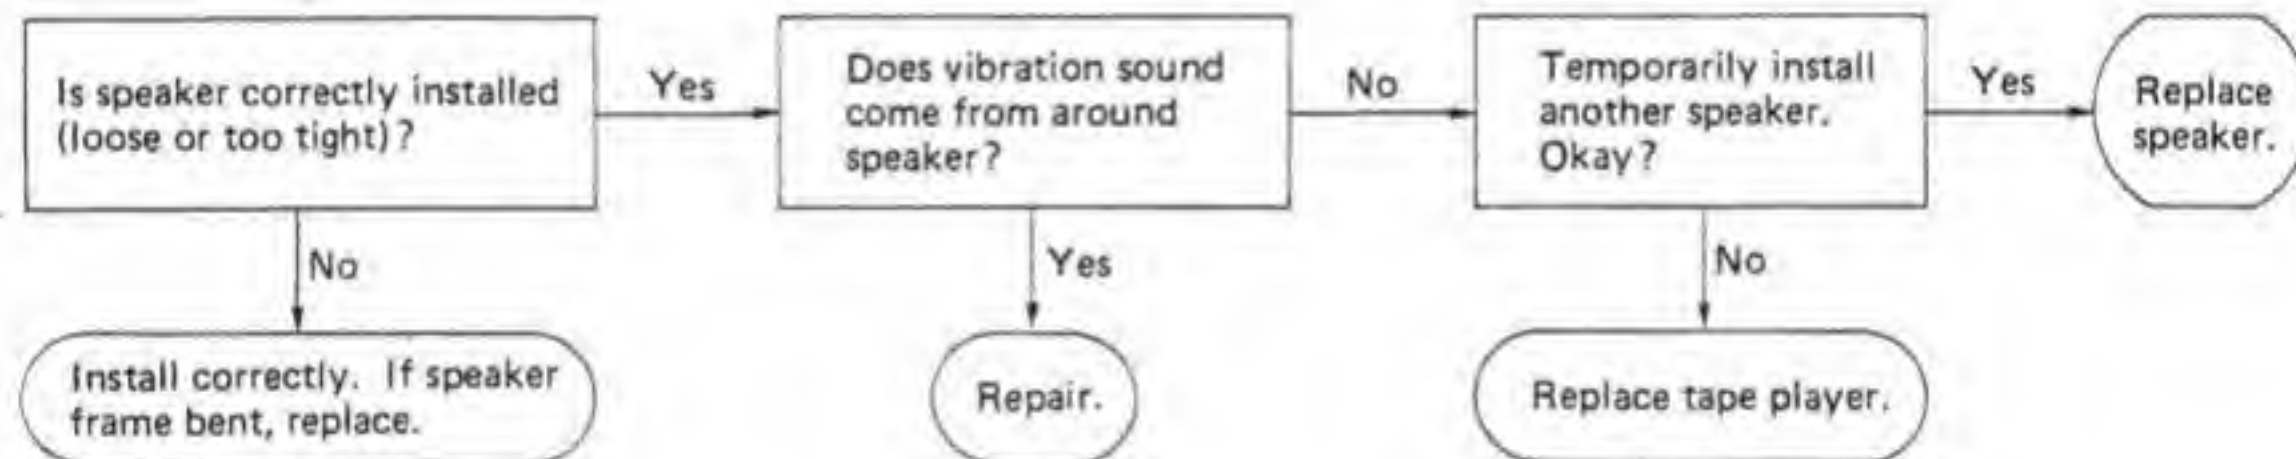 Is speaker correctly installed
(loose or too tight)?
Yes
Does vibration sound
come from around
speaker?
No
Temporarily install
another speaker.
Okay?
Yes
Replace
speaker.
No
Yes
No
Install correctly. If speaker
frame bent, replace.
Repair.
Replace tape player.